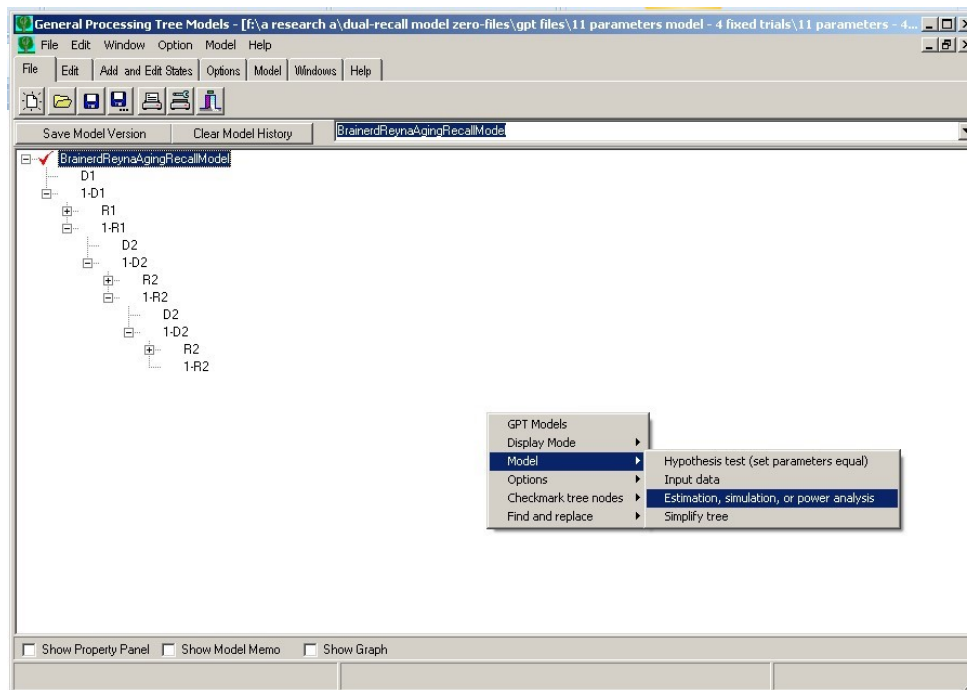 General Processing Tree Models - [f:\a research a\dual-recall model zero-files\gpt files\11 parameters model - 4 fixed trials\11 parameters - 4...
File Edit Window Option Model Help
File Edit Add and Edit States Options Model Windows Help
Save Model Version Clear Model History BrainerdReynaAgingRecallModel
BrainerdReynaAgingRecallModel
D1
1-D1
R1
1-R1
D2
1-D2
R2
1-R2
D2
1-D2
R2
1-R2
GPT Models
Display Mode
Model
Options
Checkmark tree nodes
Find and replace
Hypothesis test (set parameters equal)
Input data
Estimation, simulation, or power analysis
Simplify tree
Show Property Panel Show Model Memo Show Graph